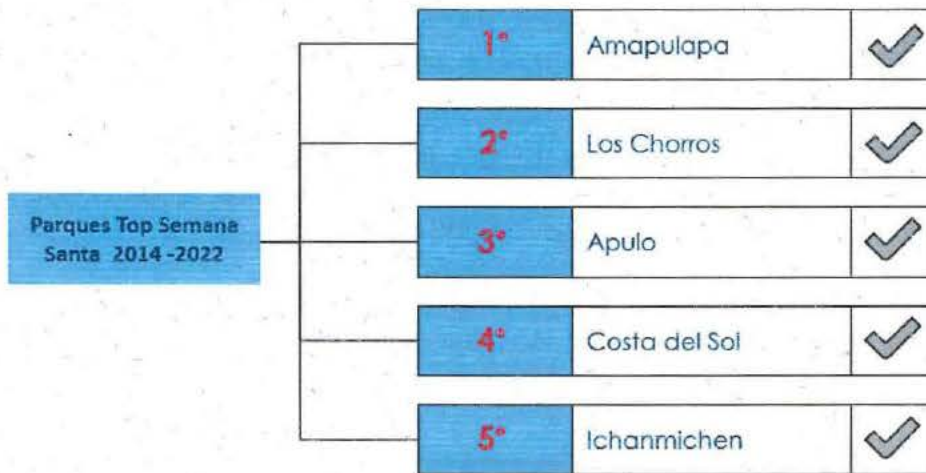 Parques Top Semana
Santa 2014 -2022
1°
Amapulapa
2°
Los Chorros
3°
Apulo
4°
Costa del Sol
5°
Ichanmichen